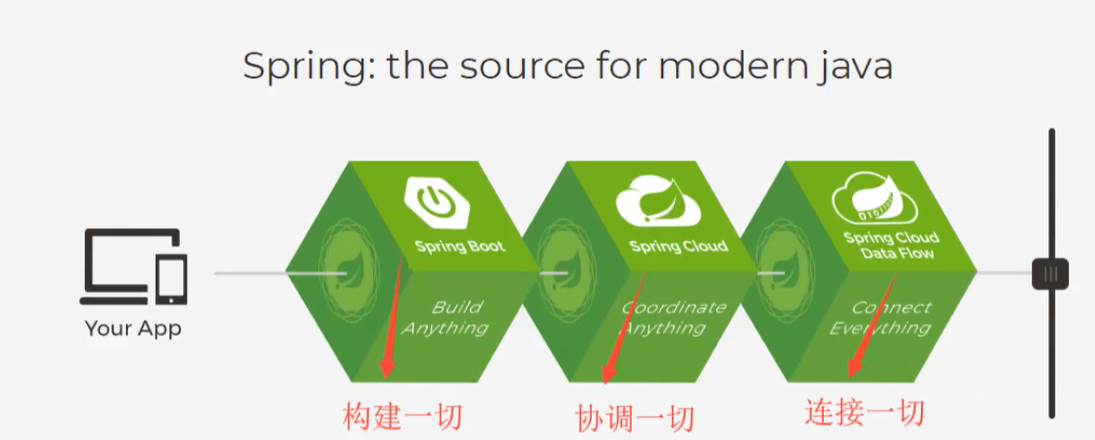 Spring: the source for modern java
Your App
Spring Boot
Build
Anything
构建一切
Spring Cloud
Coordinate
Anything
协调一切
Spring Cloud
Data Flow
Connect
Everything
连接一切